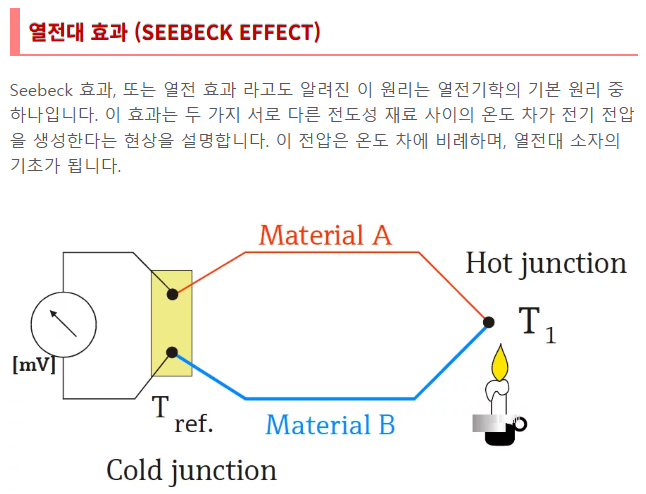 열전대 효과 (SEEBECK EFFECT)
Seebeck 효과, 또는 열전 효과 라고도 알려진 이 원리는 열전기학의 기본 원리 중
하나입니다. 이 효과는 두 가지 서로 다른 전도성 재료 사이의 온도 차가 전기 전압
을 생성한다는 현상을 설명합니다. 이 전압은 온도 차에 비례하며, 열전대 소자의
기초가 됩니다.
Material A
Hot junction
T1
[mV]
T ref.
Material B
Cold junction